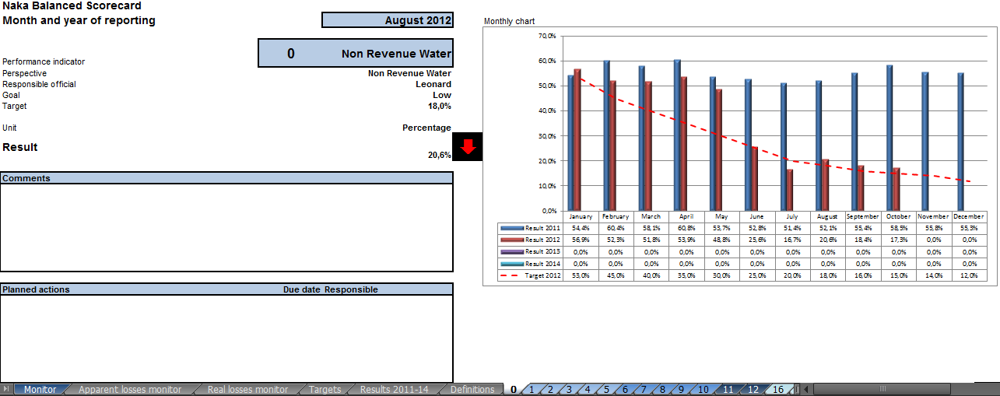 Naka Balanced Scorecard
Month and year of reporting August 2012
0 Non Revenue Water
Performance indicator
Perspective Non Revenue Water
Responsible official Leonard
Goal Low
Target 18,0%
Unit Percentage
Result 20,6%
Comments
Planned actions Due date Responsible
Monthly chart
70,0%
60,0%
50,0%
40,0%
30,0%
20,0%
10,0%
0,0%
January February March April May June July August September October November December
Result 2011 54,4% 60,4% 58,1% 60,8% 53,7% 52,8% 51,4% 52,1% 55,4% 58,5% 55,8% 55,3%
Result 2012 56,9% 52,3% 51,8% 53,9% 48,8% 25,6% 16,7% 20,6% 18,4% 17,3% 0,0% 0,0%
Result 2013 0,0% 0,0% 0,0% 0,0% 0,0% 0,0% 0,0% 0,0% 0,0% 0,0% 0,0% 0,0%
Result 2014 0,0% 0,0% 0,0% 0,0% 0,0% 0,0% 0,0% 0,0% 0,0% 0,0% 0,0% 0,0%
Target 2012 53,0% 45,0% 40,0% 35,0% 30,0% 25,0% 20,0% 18,0% 16,0% 15,0% 14,0% 12,0%
Monitor Apparent losses monitor Real losses monitor Targets Results 2011-14 Definitions 0 1 2 3 4 5 6 7 8 9 10 11 12 16